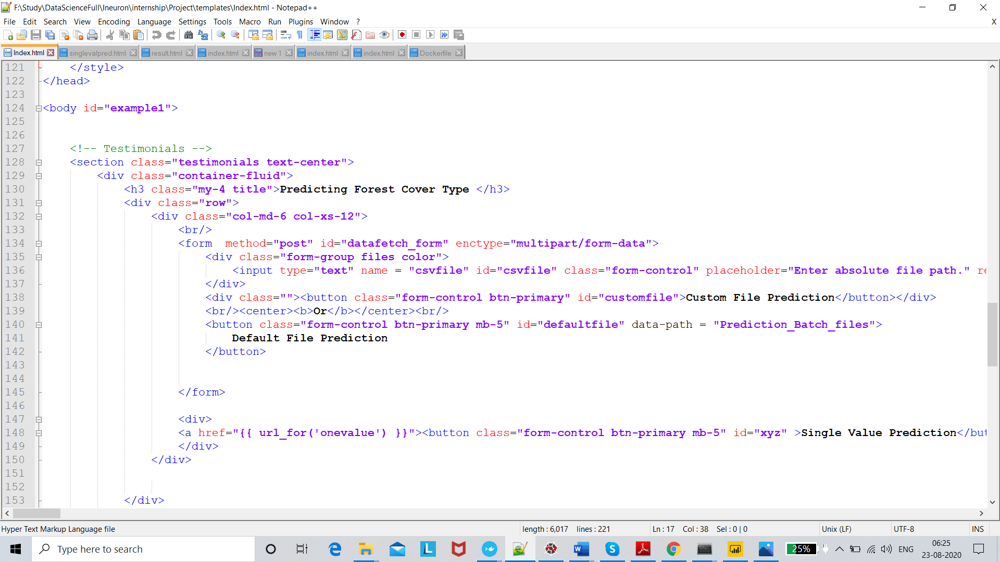 F:\Study\DataScienceFull\Ineuron\internship\Project\templates\Index.html - Notepad++
File Edit Search View Encoding Language Settings Tools Macro Run Plugins Window ? X
Index.html singlevalpred.html result.html index.html new 1 index.html index.html Dockerfile
121 </style>
122 </head>
123
124 <body id="example1">
125
126
127 <!-- Testimonials -->
128 <section class="testimonials text-center">
129 <div class="container-fluid">
130 <h3 class="my-4 title">Predicting Forest Cover Type </h3>
131 <div class="row">
132 <div class="col-md-6 col-xs-12">
133 <br/>
134 <form  method="post" id="datafetch_form" enctype="multipart/form-data">
135 <div class="form-group files color">
136 <input type="text" name = "csvfile" id="csvfile" class="form-control" placeholder="Enter absolute file path." re
137 </div>
138 <div class=""><button class="form-control btn-primary" id="customfile">Custom File Prediction</button></div>
139 <br/><center><b>Or</b></center><br/>
140 <button class="form-control btn-primary mb-5" id="defaultfile" data-path = "Prediction_Batch_files">
141 Default File Prediction
142 </button>
143
144
145 </form>
146
147 <div>
148 <a href="{{ url_for('onevalue') }}"><button class="form-control btn-primary mb-5" id="xyz" >Single Value Prediction</but
149 </div>
150 </div>
151
152
153 </div>
Hyper Text Markup Language file length : 6,017 lines : 221 Ln : 17 Col : 38 Sel : 0 | 0 Unix (LF) UTF-8 INS
Type here to search 25% ENG 06:25
23-08-2020